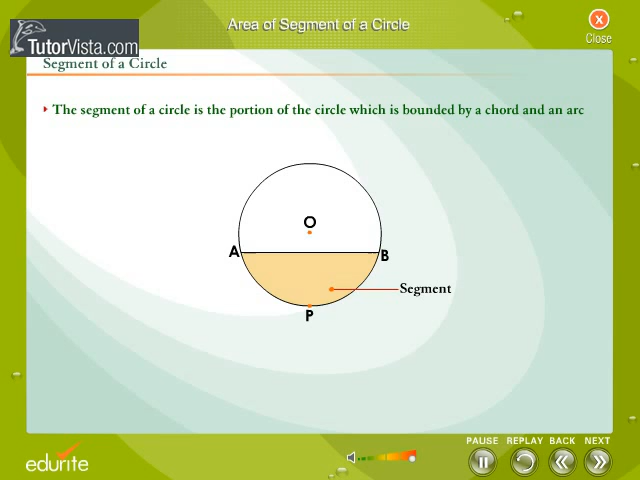 Area of Segment of a Circle
TutorVista.com
Close
Segment of a Circle
The segment of a circle is the portion of the circle which is bounded by a chord and an arc
O
A
B
Segment
P
PAUSE REPLAY BACK NEXT
edurite